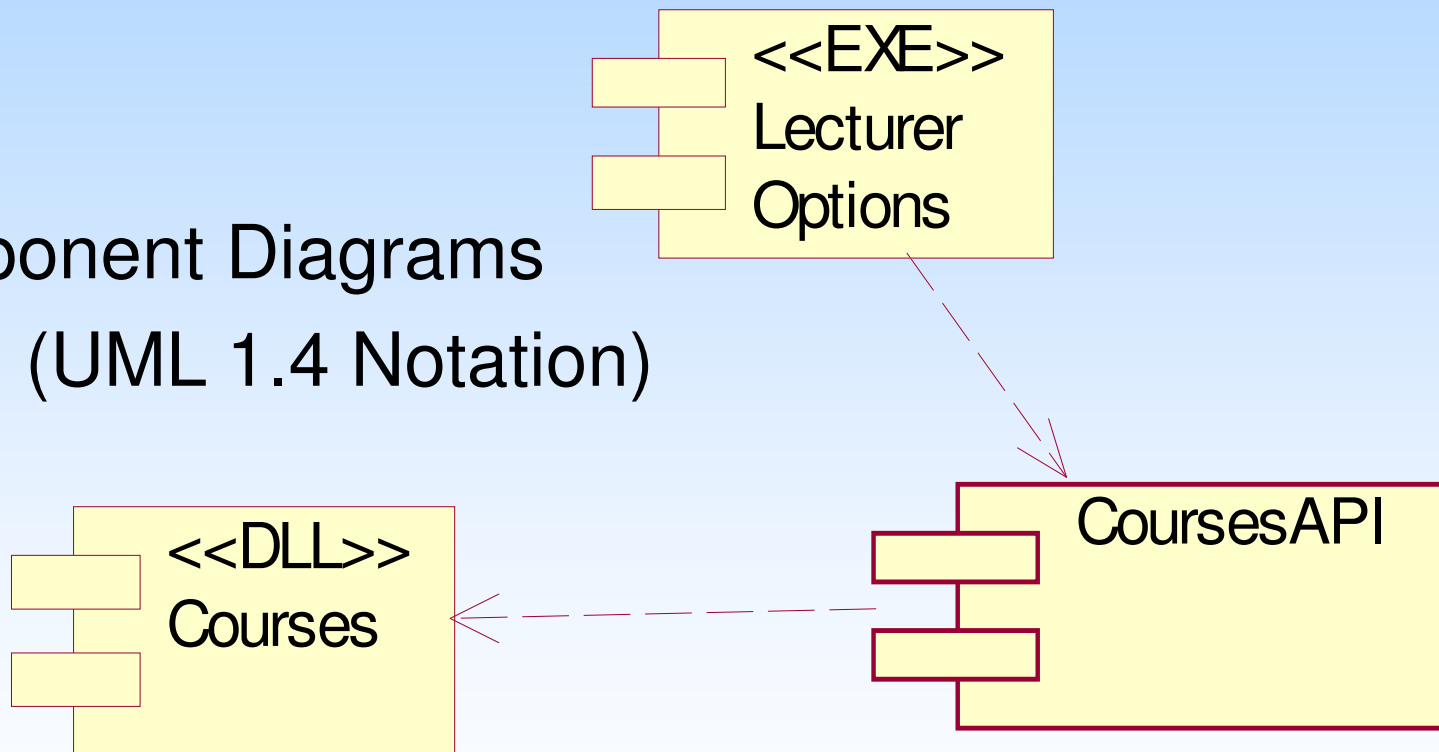 <<EXE>>
Lecturer
Options
ponent Diagrams
(UML 1.4 Notation)
CoursesAPI
<<DLL>>
Courses